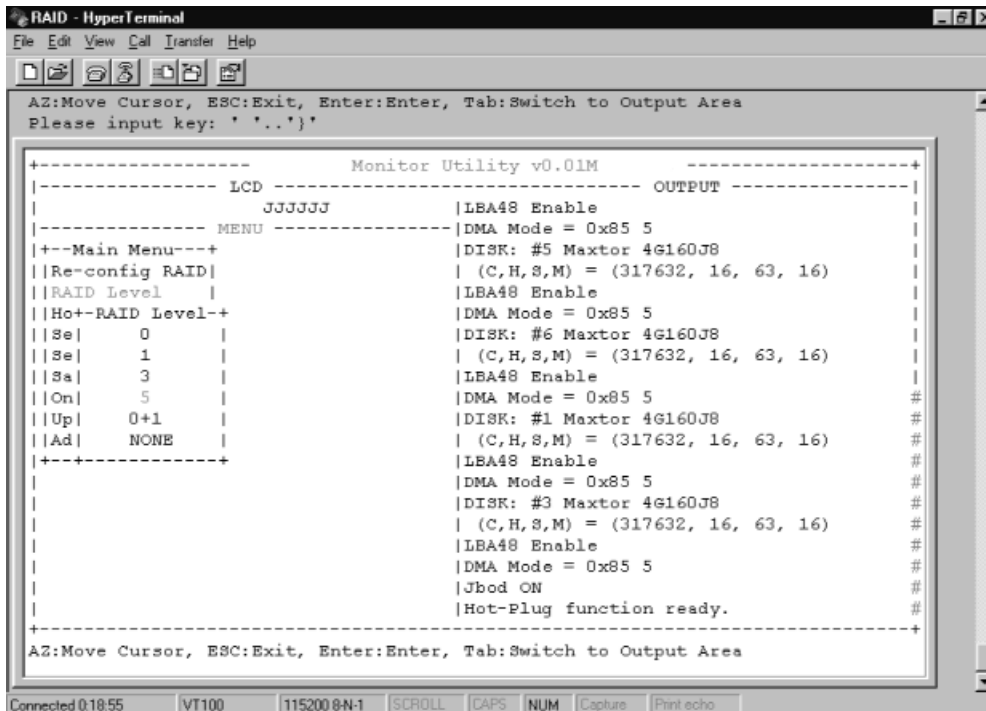 RAID - HyperTerminal
File Edit View Call Transfer Help
AZ:Move Cursor, ESC:Exit, Enter:Enter, Tab:Switch to Output Area
Please input key: ' '..'}'
+------------------- Monitor Utility v0.01M --------------------+
|---------------- LCD --------------------------------- OUTPUT ----------------|
| JJJJJJ |LBA48 Enable |
|---------------- MENU ----------------|DMA Mode = 0x85 5 |
|+--Main Menu---+ |DISK: #5 Maxtor 4G160J8 |
||Re-config RAID| | (C,H,S,M) = (317632, 16, 63, 16) |
||RAID Level | |LBA48 Enable |
||Ho+-RAID Level-+ |DMA Mode = 0x85 5 |
||Se| 0 | |DISK: #6 Maxtor 4G160J8 |
||Se| 1 | | (C,H,S,M) = (317632, 16, 63, 16) |
||Sa| 3 | |LBA48 Enable |
||On| 5 | |DMA Mode = 0x85 5 #
||Up| 0+1 | |DISK: #1 Maxtor 4G160J8 #
||Ad| NONE | | (C,H,S,M) = (317632, 16, 63, 16) #
|+--+------------+ |LBA48 Enable #
| |DMA Mode = 0x85 5 #
| |DISK: #3 Maxtor 4G160J8 #
| | (C,H,S,M) = (317632, 16, 63, 16) #
| |LBA48 Enable #
| |DMA Mode = 0x85 5 #
| |Jbod ON #
| |Hot-Plug function ready. #
+------------------------------------------------------------------------------+
AZ:Move Cursor, ESC:Exit, Enter:Enter, Tab:Switch to Output Area
Connected 0:18:55 VT100 115200 8-N-1 SCROLL CAPS NUM Capture Print echo